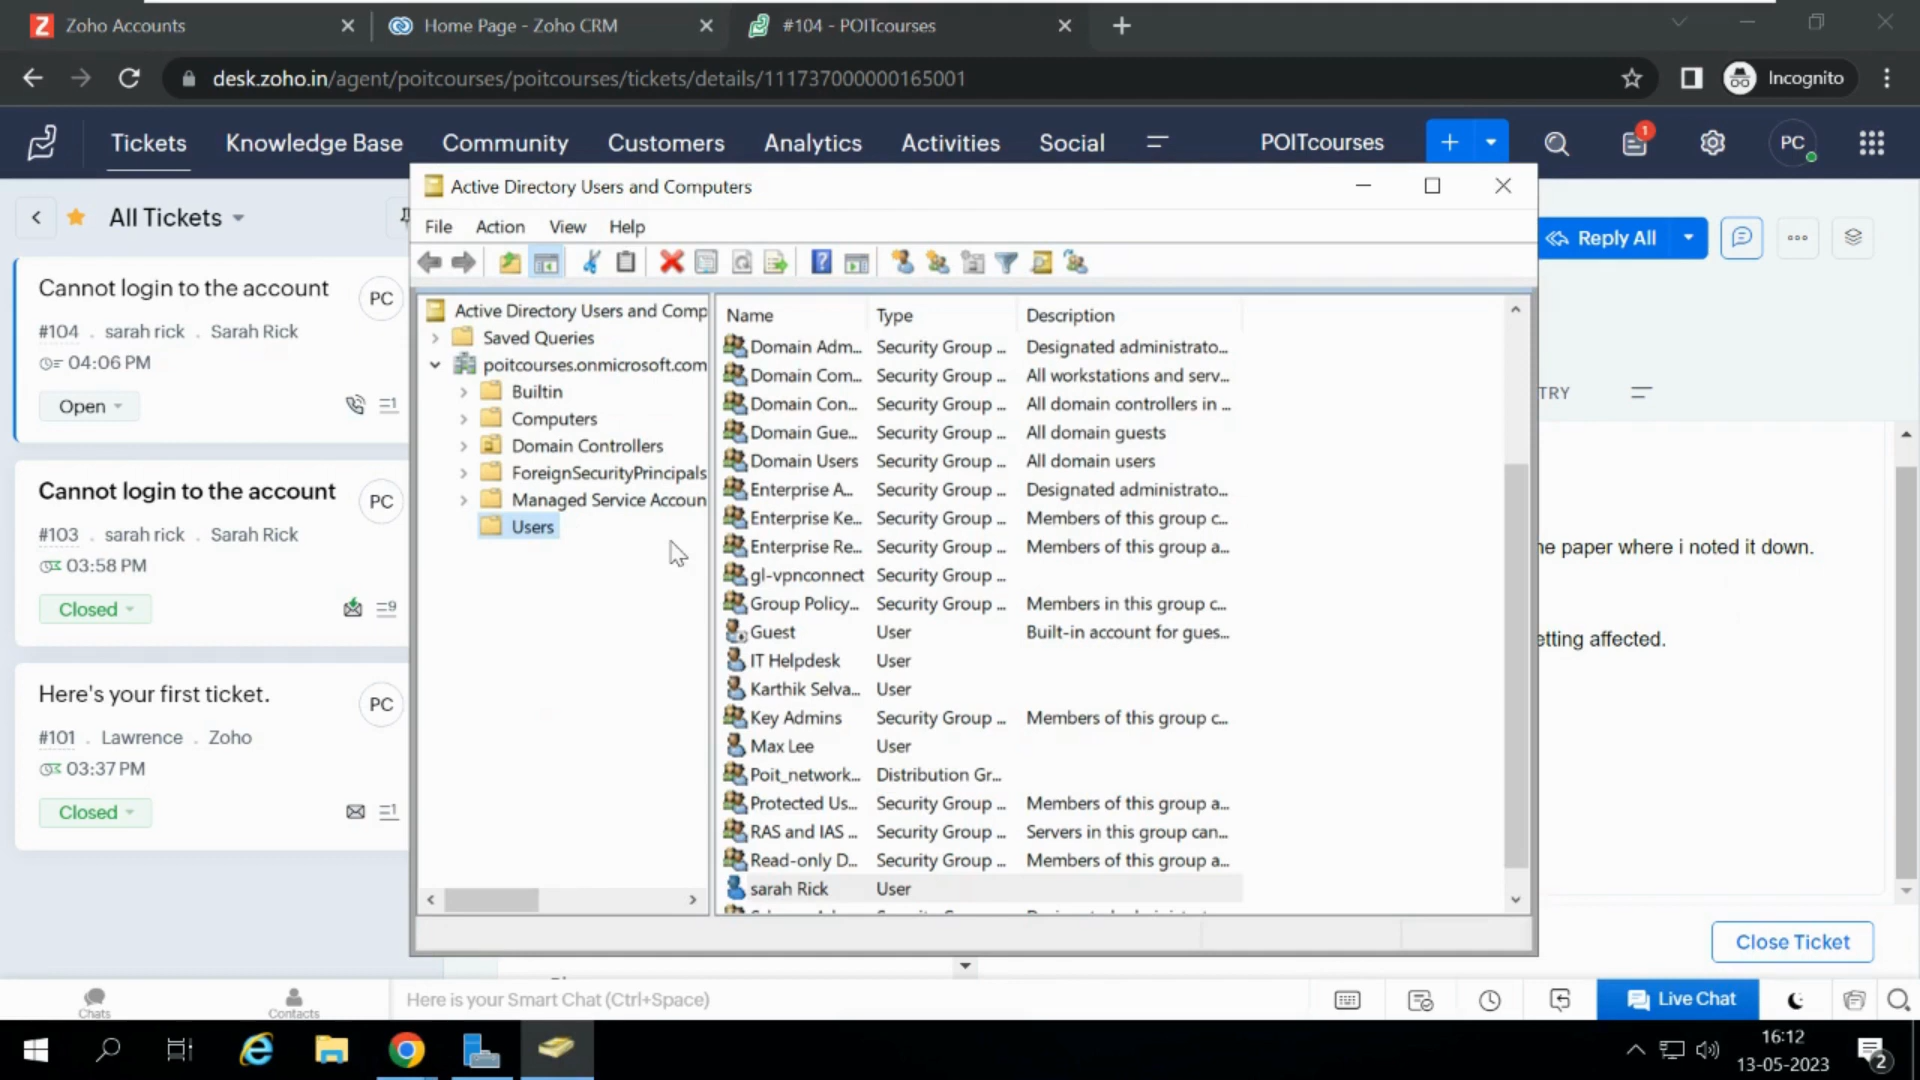 Zoho Accounts
Home Page - Zoho CRM
#104 - POITcourses
desk.zoho.in/agent/poitcourses/poitcourses/tickets/details/111737000000165001
Incognito
Tickets
Knowledge Base
Community
Customers
Analytics
Activities
Social
POITcourses
1
PC
All Tickets
Reply All
Cannot login to the account
PC
#104 . sarah rick . Sarah Rick
04:06 PM
Open
1
Cannot login to the account
PC
#103 . sarah rick . Sarah Rick
03:58 PM
Closed
9
Here's your first ticket.
PC
#101 . Lawrence . Zoho
03:37 PM
Closed
1
Active Directory Users and Computers
File Action View Help
Active Directory Users and Comp
Saved Queries
poitcourses.onmicrosoft.com
Builtin
Computers
Domain Controllers
ForeignSecurityPrincipals
Managed Service Accoun
Users
Name Type Description
Domain Adm... Security Group ... Designated administrato...
Domain Com... Security Group ... All workstations and serv...
Domain Con... Security Group ... All domain controllers in ...
Domain Gue... Security Group ... All domain guests
Domain Users Security Group ... All domain users
Enterprise A... Security Group ... Designated administrato...
Enterprise Ke... Security Group ... Members of this group c...
Enterprise Re... Security Group ... Members of this group a...
gl-vpnconnect Security Group ...
Group Policy... Security Group ... Members in this group c...
Guest User Built-in account for gues...
IT Helpdesk User
Karthik Selva... User
Key Admins Security Group ... Members of this group c...
Max Lee User
Poit_network... Distribution Gr...
Protected Us... Security Group ... Members of this group a...
RAS and IAS ... Security Group ... Servers in this group can...
Read-only D... Security Group ... Members of this group a...
sarah Rick User
TRY
he paper where i noted it down.
etting affected.
Close Ticket
Chats
Contacts
Here is your Smart Chat (Ctrl+Space)
Live Chat
16:12
13-05-2023
2